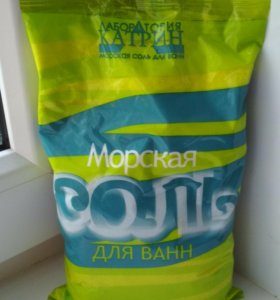 ЛАБОРАТОРИЯ
КАТРИН
МОРСКАЯ СОЛЬ ДЛЯ ВАНН
Морская
СОЛЬ
ДЛЯ ВАНН